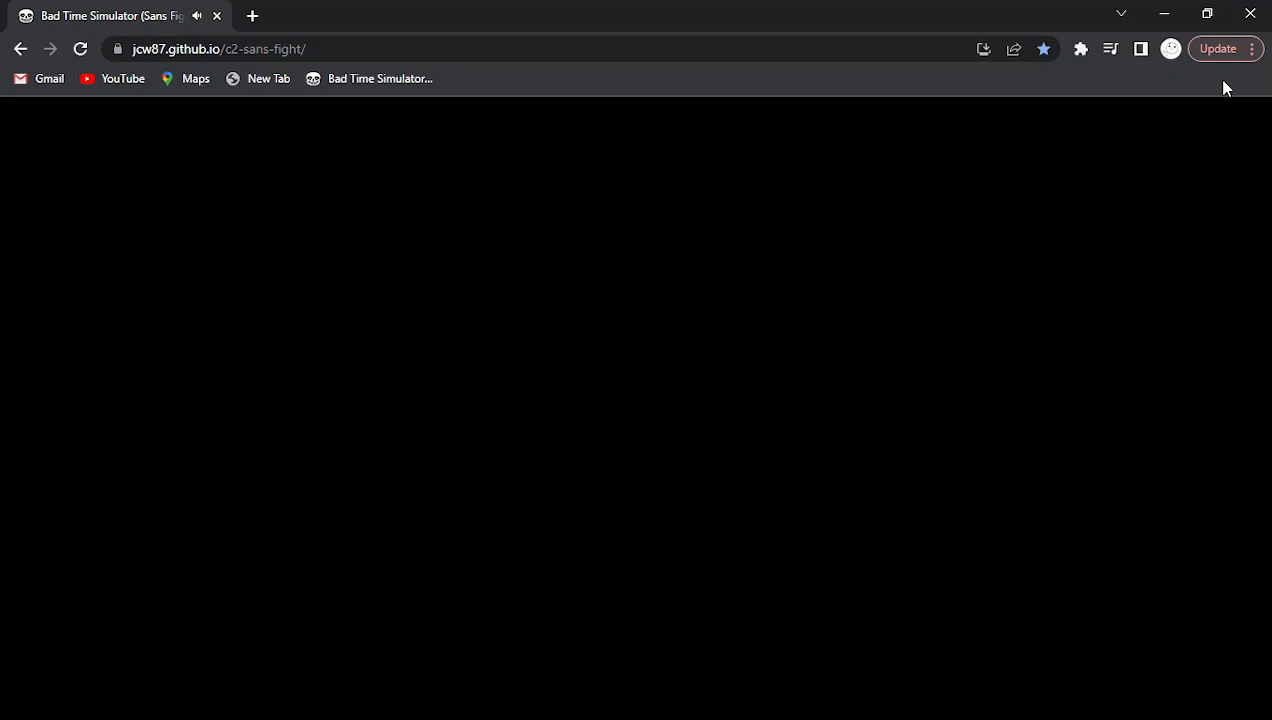 Bad Time Simulator (Sans Fig
jcw87.github.io/c2-sans-fight/
Update
Gmail
YouTube
Maps
New Tab
Bad Time Simulator...